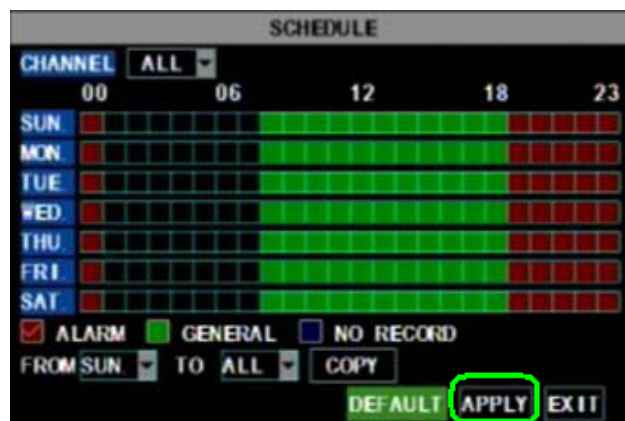 SCHEDULE
CHANNEL ALL
00 06 12 18 23
SUN.
MON.
TUE.
WED.
THU.
FRI.
SAT.
ALARM GENERAL NO RECORD
FROM SUN. TO ALL COPY
DEFAULT APPLY EXIT